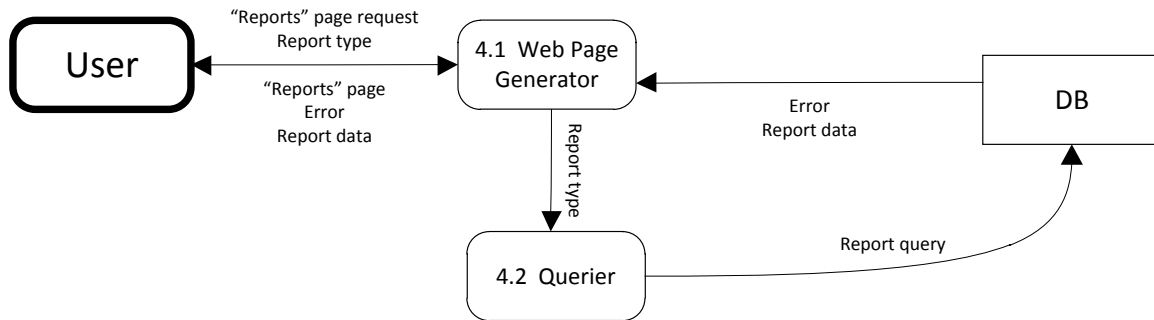 User
“Reports” page request
Report type
“Reports” page
Error
Report data
4.1  Web Page
Generator
Error
Report data
DB
Report type
4.2  Querier
Report query